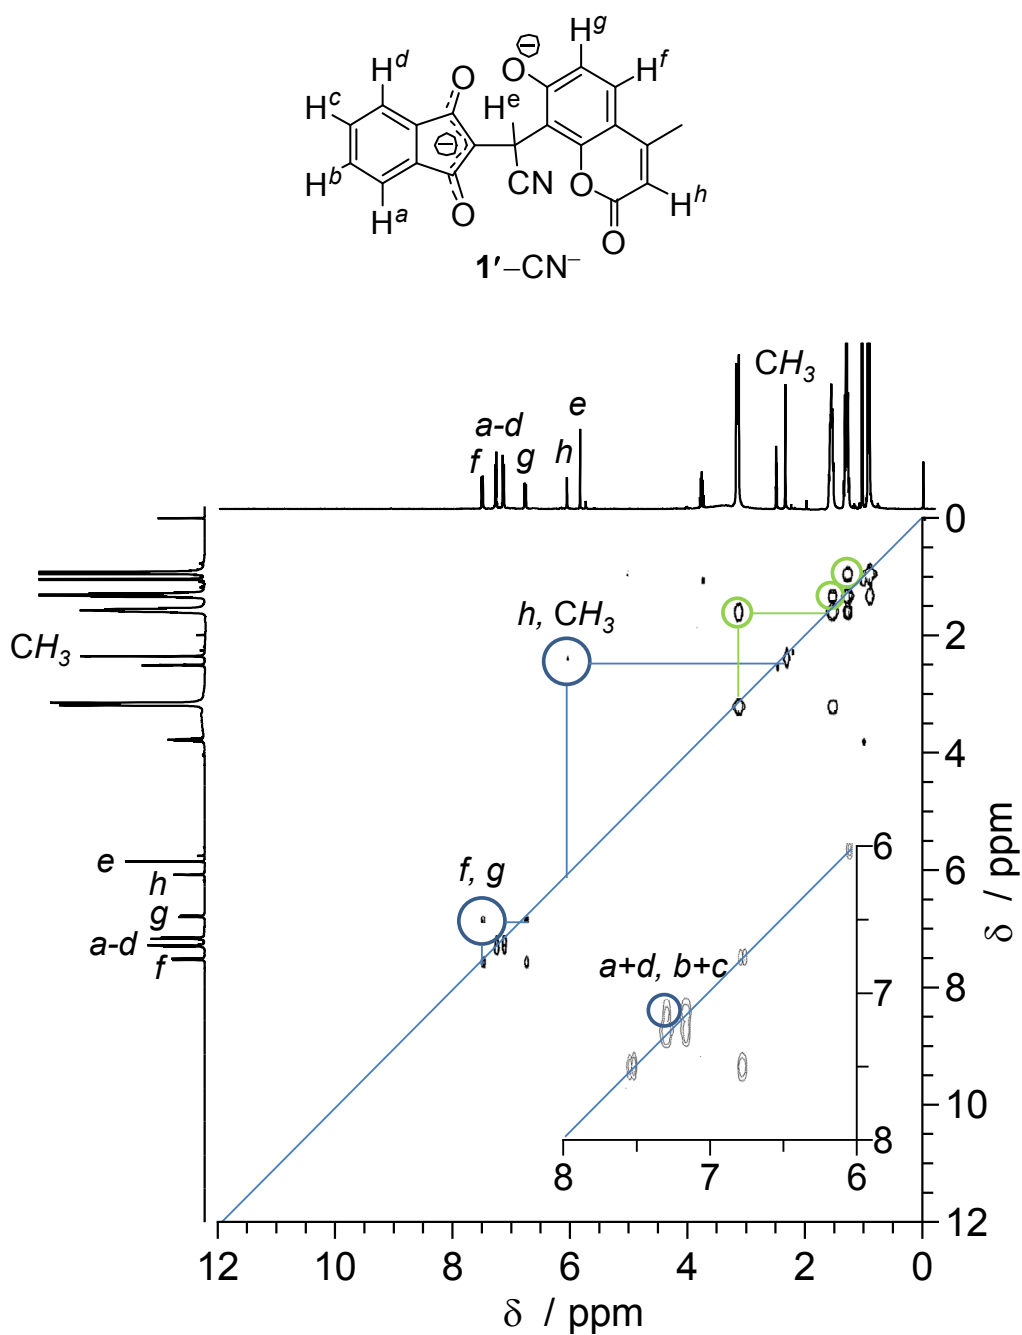 H^g
O⊖
H^f
H^d
O
H^c
H^e
⊖
H^b
CN
O
H^h
H^a
O
O
1′–CN⁻
CH₃
e
a-d
f
g
h
0
h, CH₃
2
CH₃
4
e
h
f, g
6
6
g
a-d
f
a+d, b+c
7
8
8
8
7
6
10
12
12
10
8
6
4
2
0
δ / ppm
δ / ppm